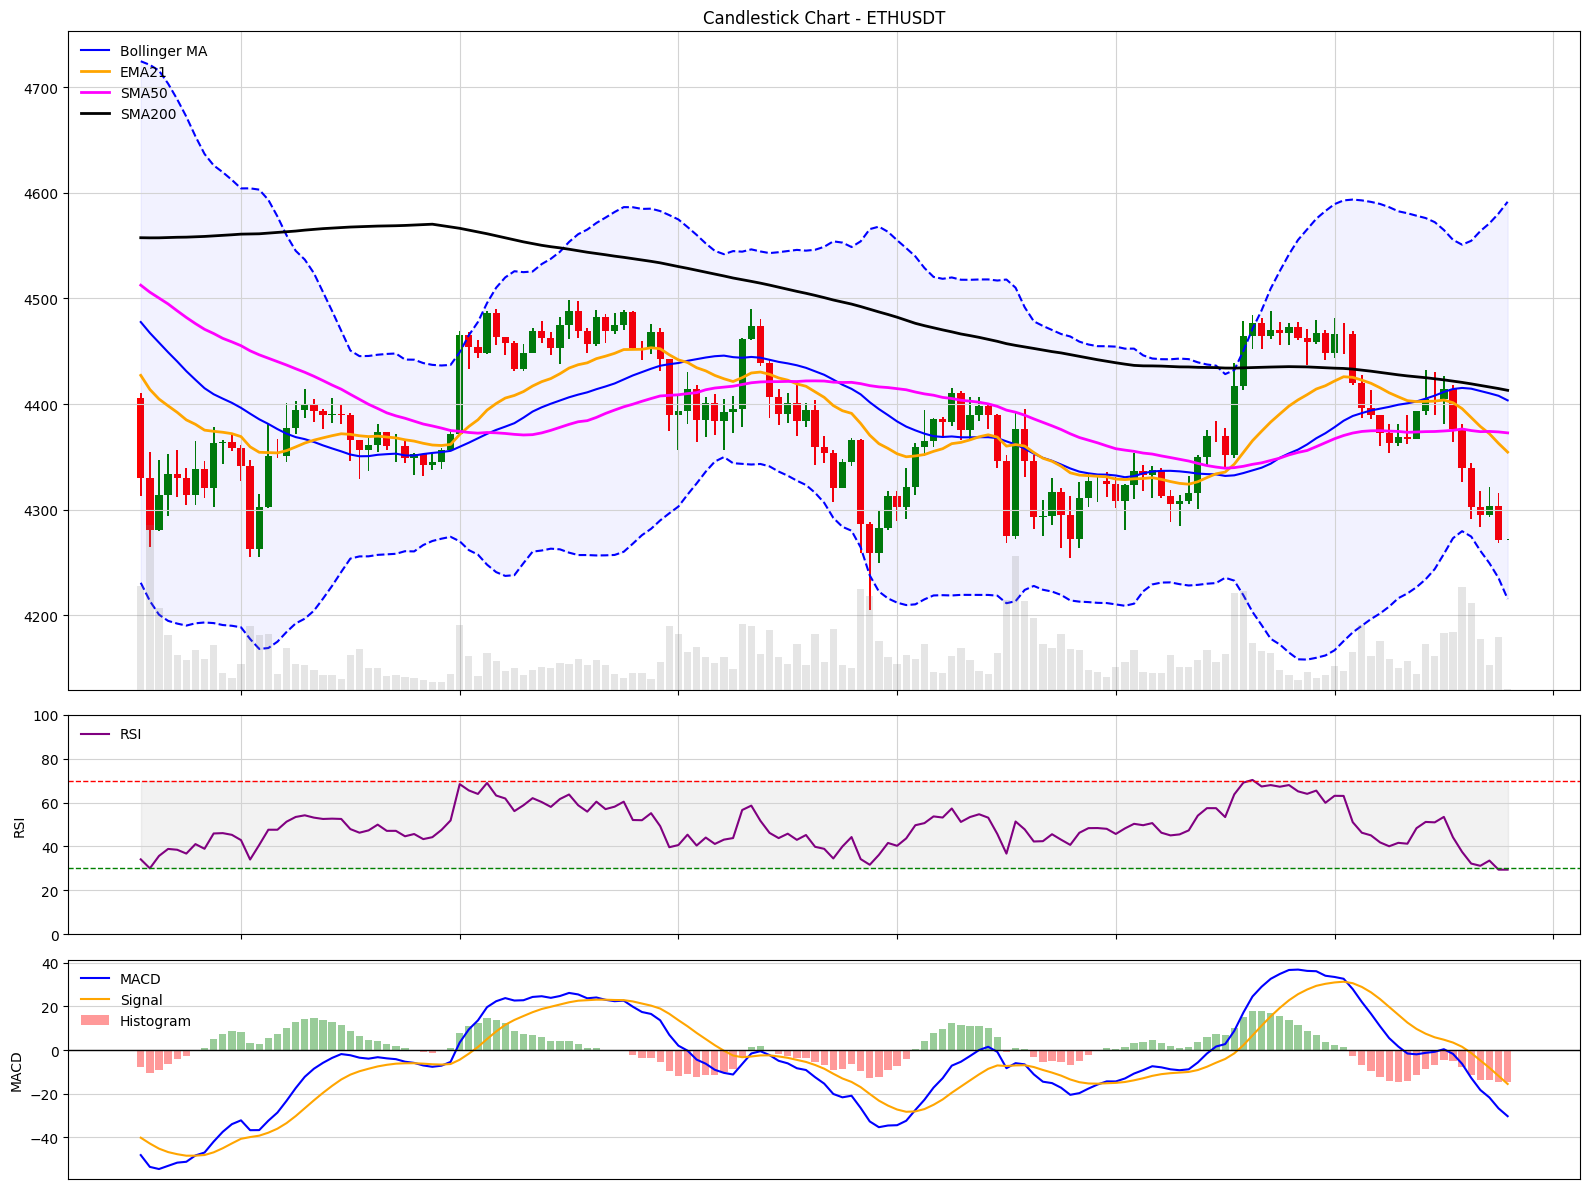 Candlestick Chart - ETHUSDT
Bollinger MA
EMA21
SMA50
SMA200
4700
4600
4500
4400
4300
4200
RSI
100
80
60
40
20
0
RSI
MACD
Signal
Histogram
40
20
0
−20
−40
MACD